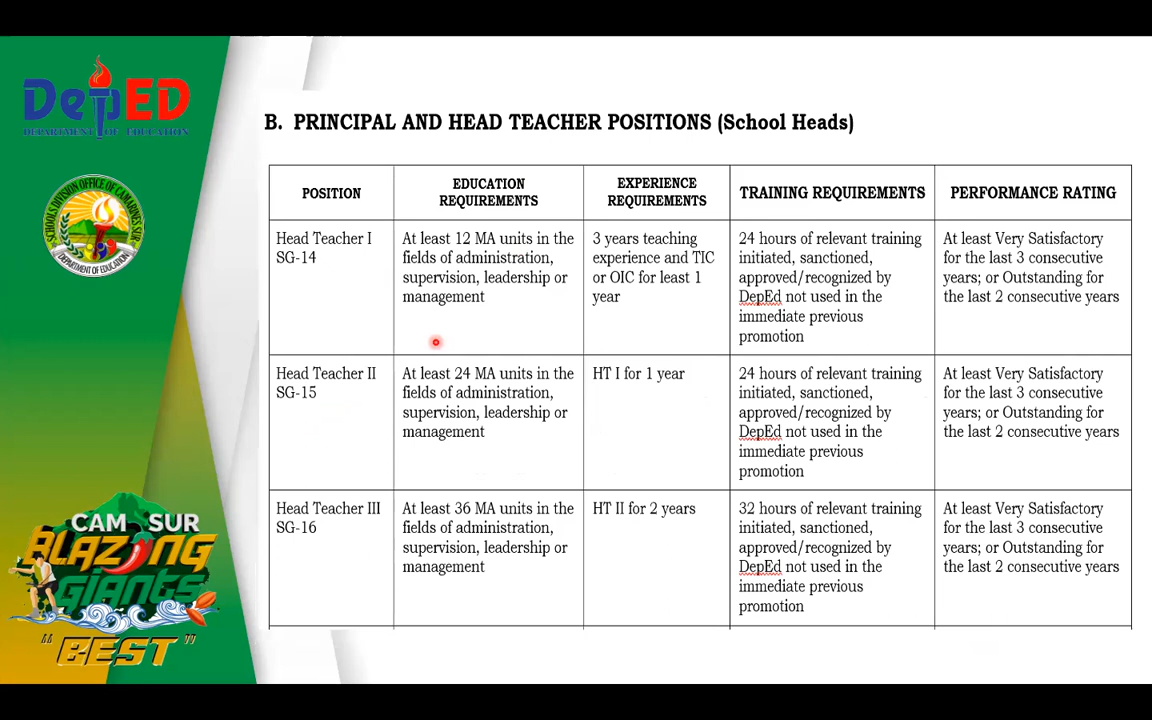 DepED
DEPARTMENT OF EDUCATION
SCHOOLS DIVISION OFFICE OF CAMARINES SUR
DEPARTMENT OF EDUCATION
B. PRINCIPAL AND HEAD TEACHER POSITIONS (School Heads)
POSITION
EDUCATION
REQUIREMENTS
EXPERIENCE
REQUIREMENTS
TRAINING REQUIREMENTS
PERFORMANCE RATING
Head Teacher I
SG-14
At least 12 MA units in the
fields of administration,
supervision, leadership or
management
3 years teaching
experience and TIC
or OIC for least 1
year
24 hours of relevant training
initiated, sanctioned,
approved/recognized by
DepEd not used in the
immediate previous
promotion
At least Very Satisfactory
for the last 3 consecutive
years; or Outstanding for
the last 2 consecutive years
Head Teacher II
SG-15
At least 24 MA units in the
fields of administration,
supervision, leadership or
management
HT I for 1 year
24 hours of relevant training
initiated, sanctioned,
approved/recognized by
DepEd not used in the
immediate previous
promotion
At least Very Satisfactory
for the last 3 consecutive
years; or Outstanding for
the last 2 consecutive years
Head Teacher III
SG-16
At least 36 MA units in the
fields of administration,
supervision, leadership or
management
HT II for 2 years
32 hours of relevant training
initiated, sanctioned,
approved/recognized by
DepEd not used in the
immediate previous
promotion
At least Very Satisfactory
for the last 3 consecutive
years; or Outstanding for
the last 2 consecutive years
CAM SUR
BLAZING
GIANTS
"BEST"